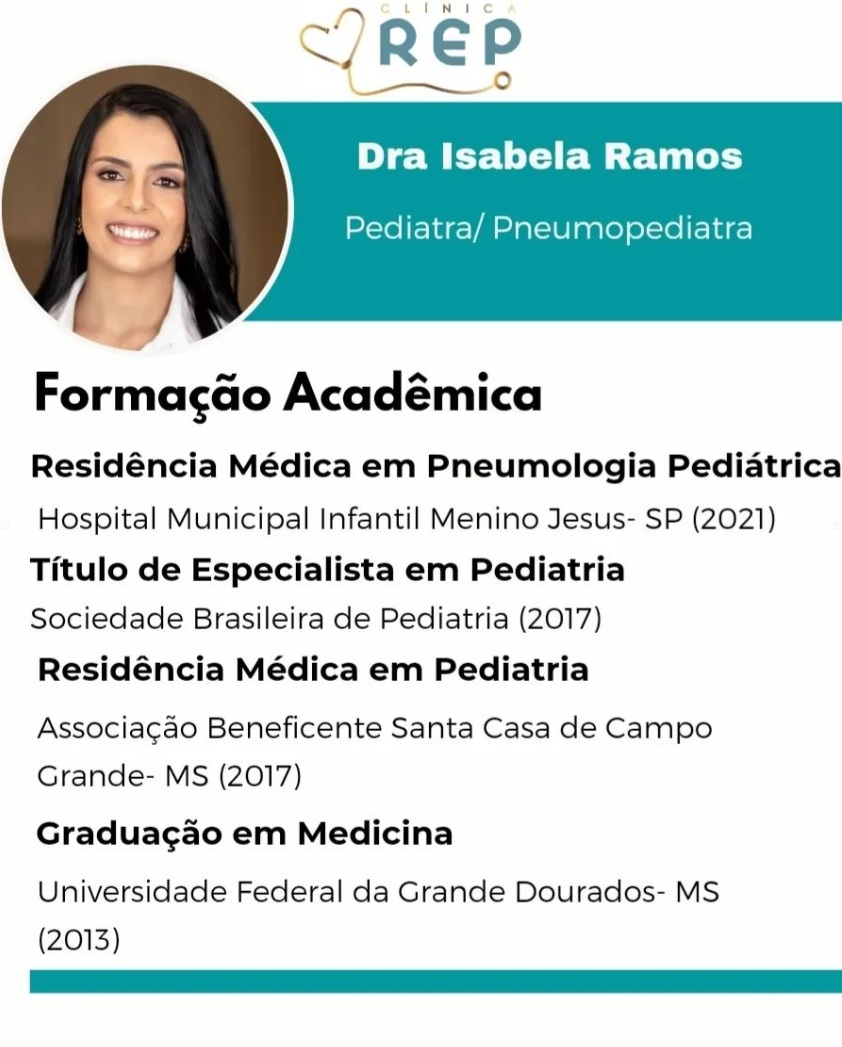 CLÍNICA
REP
Dra Isabela Ramos
Pediatra/ Pneumopediatra
Formação Acadêmica
Residência Médica em Pneumologia Pediátrica
Hospital Municipal Infantil Menino Jesus- SP (2021)
Título de Especialista em Pediatria
Sociedade Brasileira de Pediatria (2017)
Residência Médica em Pediatria
Associação Beneficente Santa Casa de Campo
Grande- MS (2017)
Graduação em Medicina
Universidade Federal da Grande Dourados- MS
(2013)